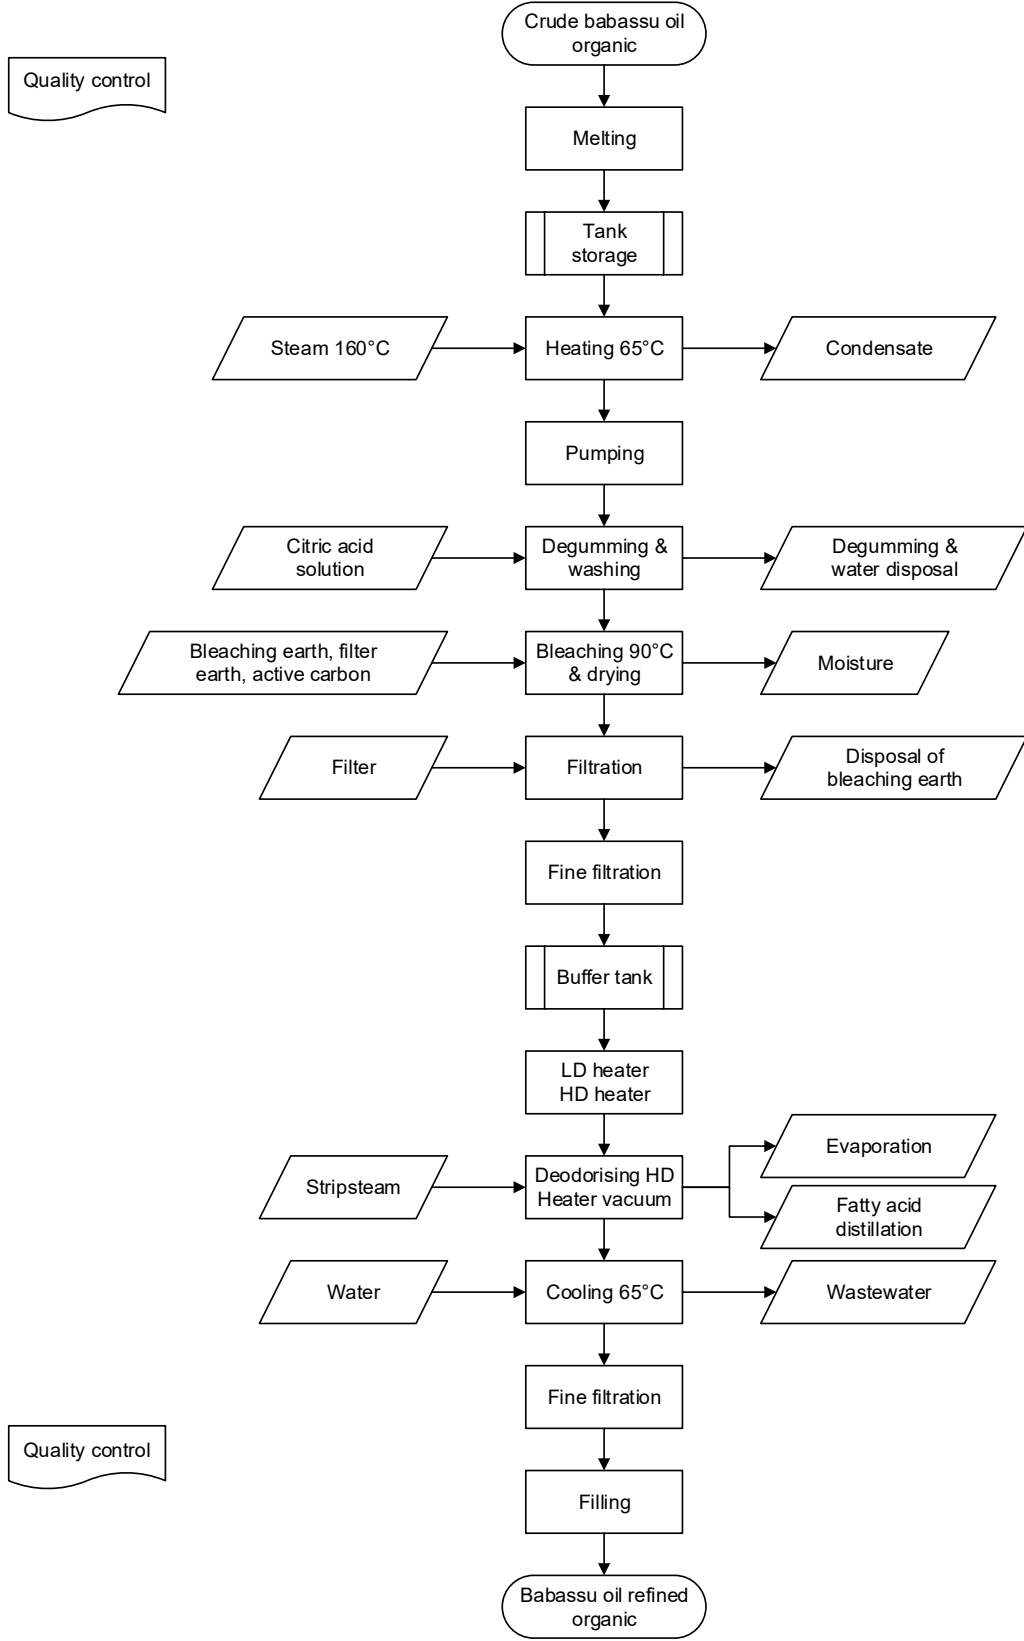 Crude babassu oil
organic
Quality control
Melting
Tank
storage
Steam 160°C
Heating 65°C
Condensate
Pumping
Citric acid
solution
Degumming &
washing
Degumming &
water disposal
Bleaching earth, filter
earth, active carbon
Bleaching 90°C
& drying
Moisture
Filter
Filtration
Disposal of
bleaching earth
Fine filtration
Buffer tank
LD heater
HD heater
Stripsteam
Deodorising HD
Heater vacuum
Evaporation
Fatty acid
distillation
Water
Cooling 65°C
Wastewater
Fine filtration
Quality control
Filling
Babassu oil refined
organic